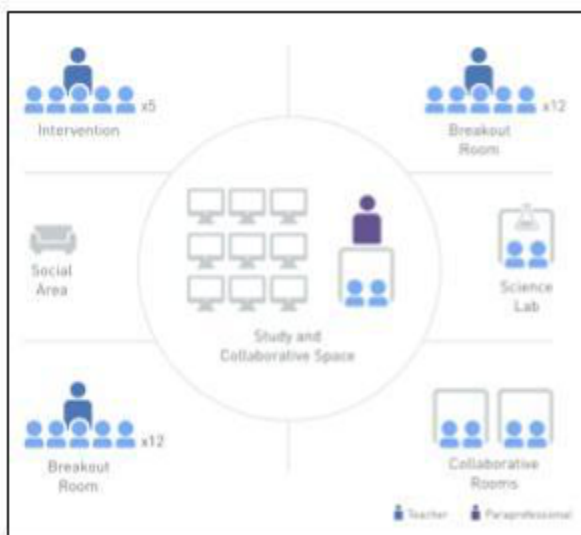 x5
Intervention
x12
Breakout
Room
Social
Area
Study and
Collaborative Space
Science
Lab
x12
Breakout
Room
Collaborative
Rooms
Teacher
Paraprofessional